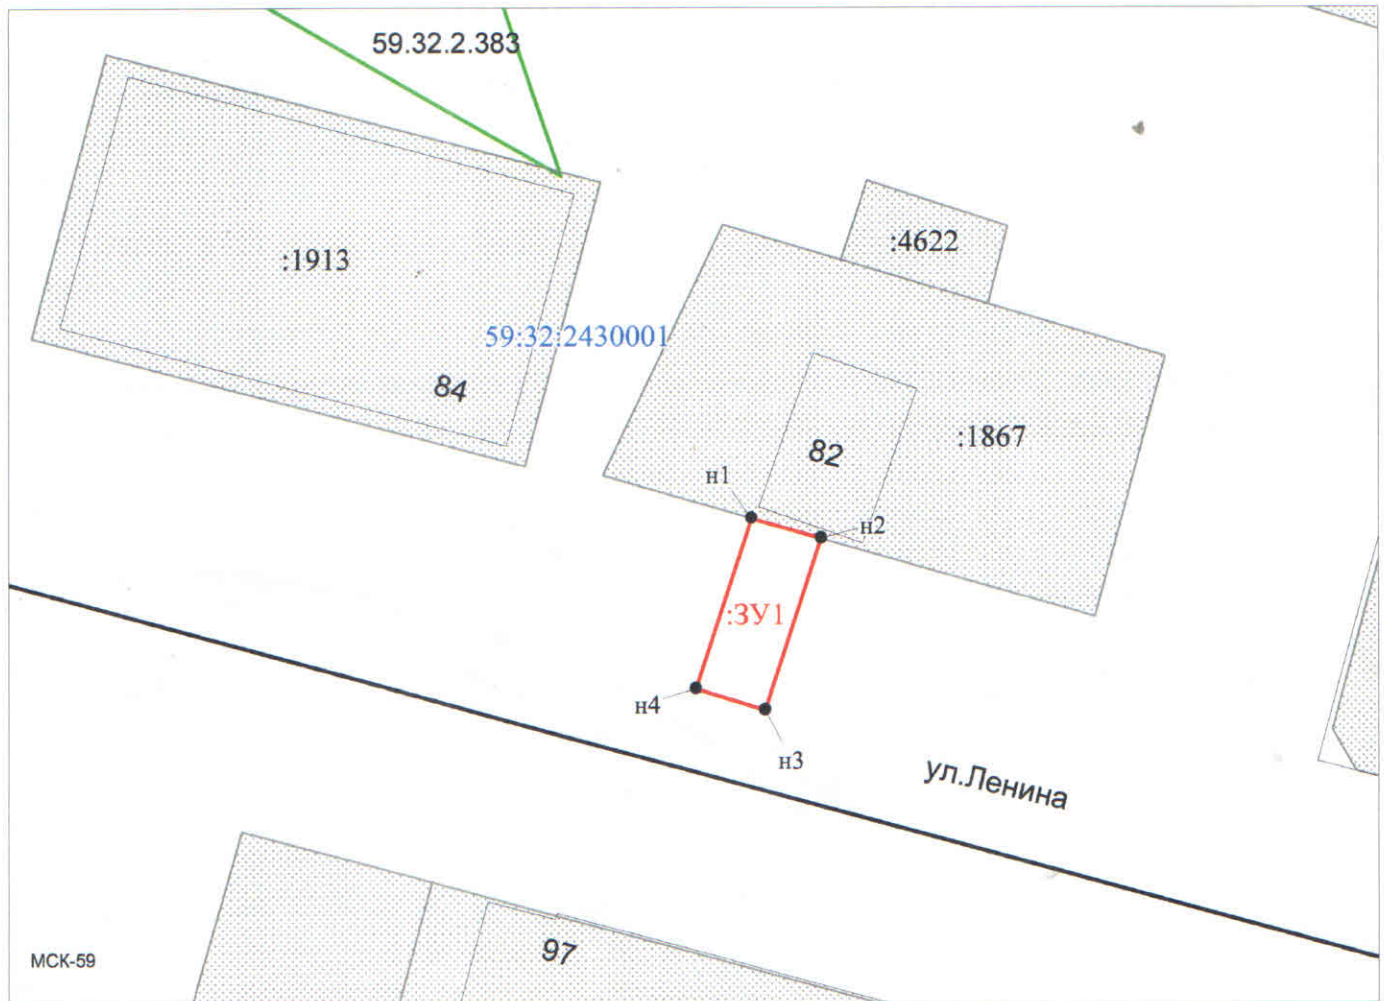 59.32.2.383
:4622
:1913
59:32:2430001
84
:1867
82
н1
н2
:ЗУ1
н4
н3
ул.Ленина
97
МСК-59